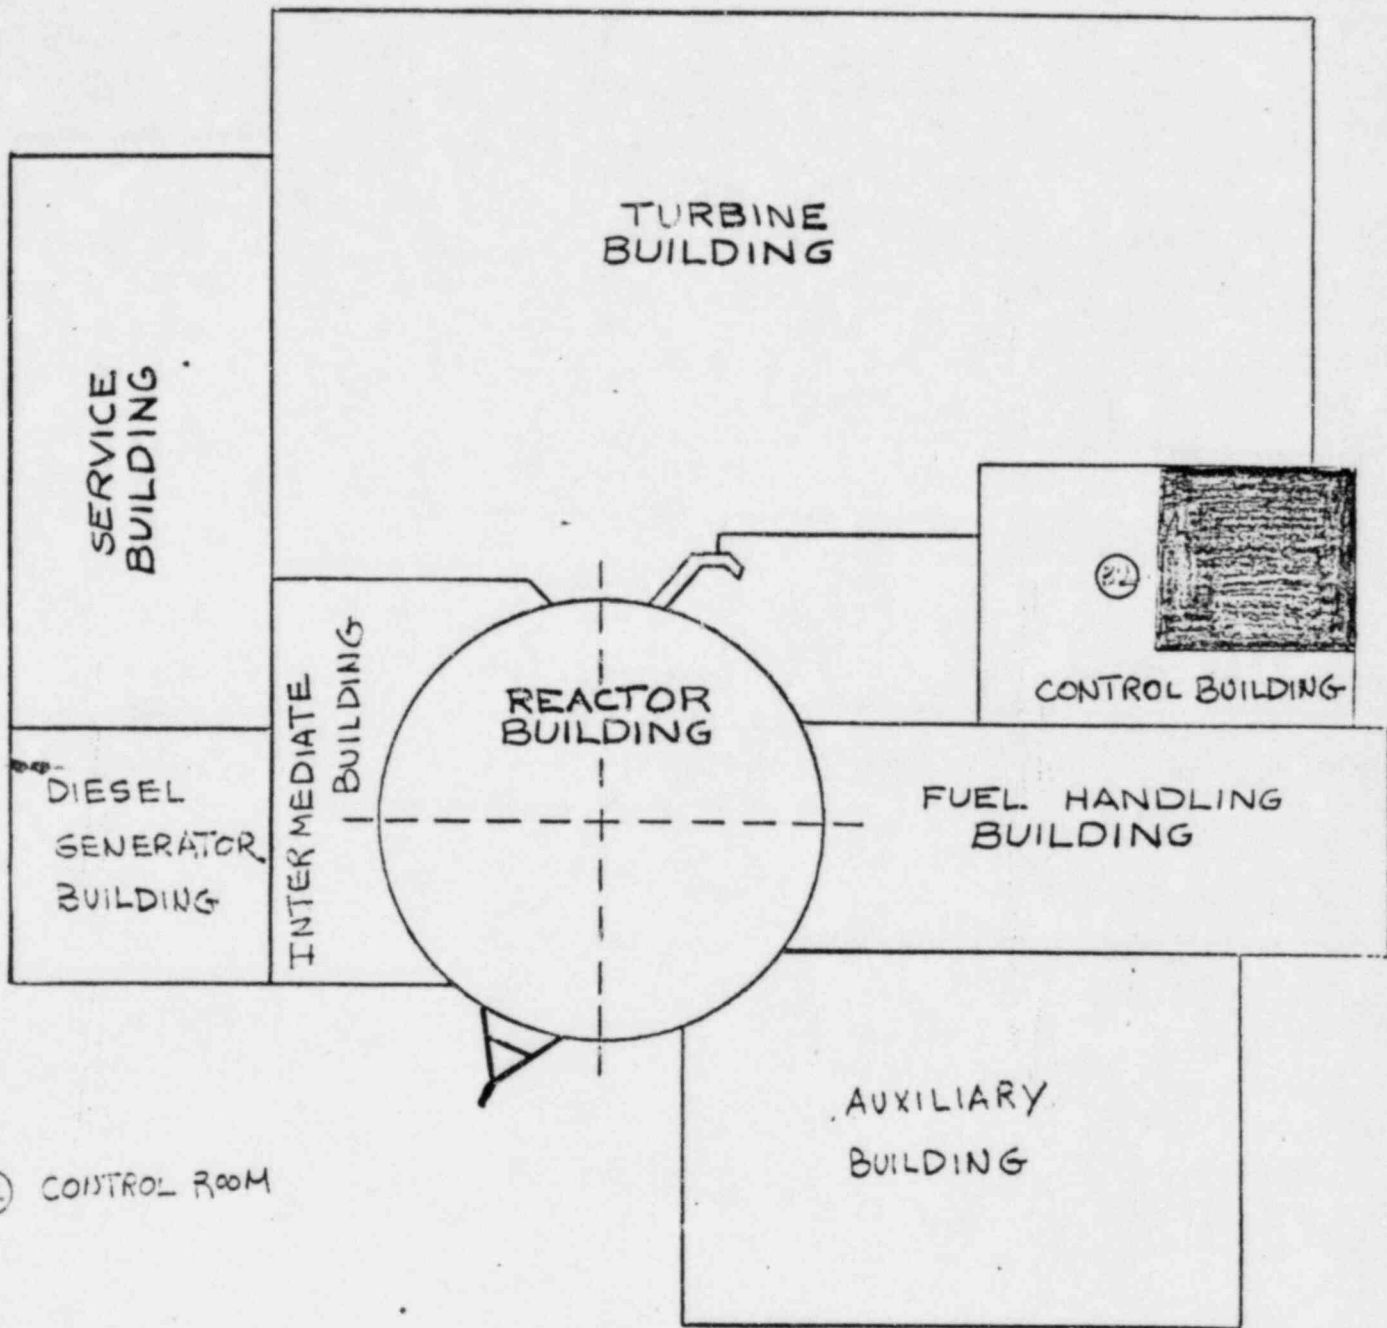 TURBINE
BUILDING
SERVICE
BUILDING
CONTROL BUILDING
INTERMEDIATE
BUILDING
REACTOR
BUILDING
DIESEL
GENERATOR
BUILDING
FUEL HANDLING
BUILDING
AUXILIARY
BUILDING
CONTROL ROOM